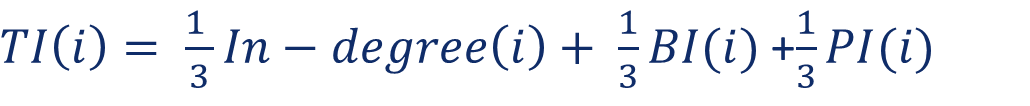 TI(i) = 1/3 In − degree(i) + 1/3 BI(i) + 1/3 PI(i)